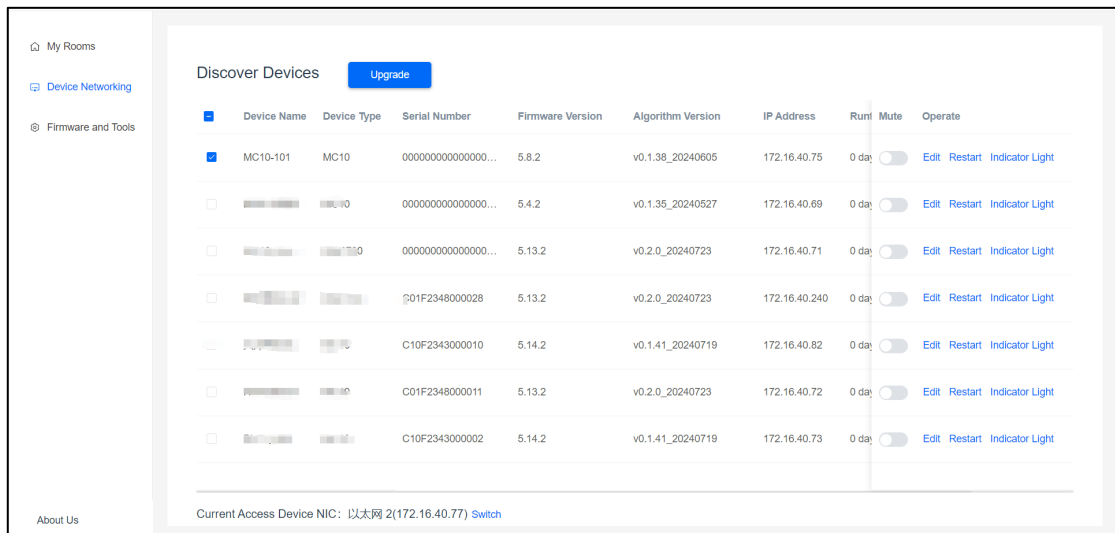 My Rooms
Device Networking
Firmware and Tools
About Us
Discover Devices Upgrade
Device Name Device Type Serial Number Firmware Version Algorithm Version IP Address Runt Mute Operate
MC10-101 MC10 000000000000000... 5.8.2 v0.1.38_20240605 172.16.40.75 0 day Edit Restart Indicator Light
000000000000000... 5.4.2 v0.1.35_20240527 172.16.40.69 0 day Edit Restart Indicator Light
000000000000000... 5.13.2 v0.2.0_20240723 172.16.40.71 0 day Edit Restart Indicator Light
C01F2348000028 5.13.2 v0.2.0_20240723 172.16.40.240 0 day Edit Restart Indicator Light
C10F2343000010 5.14.2 v0.1.41_20240719 172.16.40.82 0 day Edit Restart Indicator Light
C01F2348000011 5.13.2 v0.2.0_20240723 172.16.40.72 0 day Edit Restart Indicator Light
C10F2343000002 5.14.2 v0.1.41_20240719 172.16.40.73 0 day Edit Restart Indicator Light
Current Access Device NIC：以太网 2(172.16.40.77) Switch